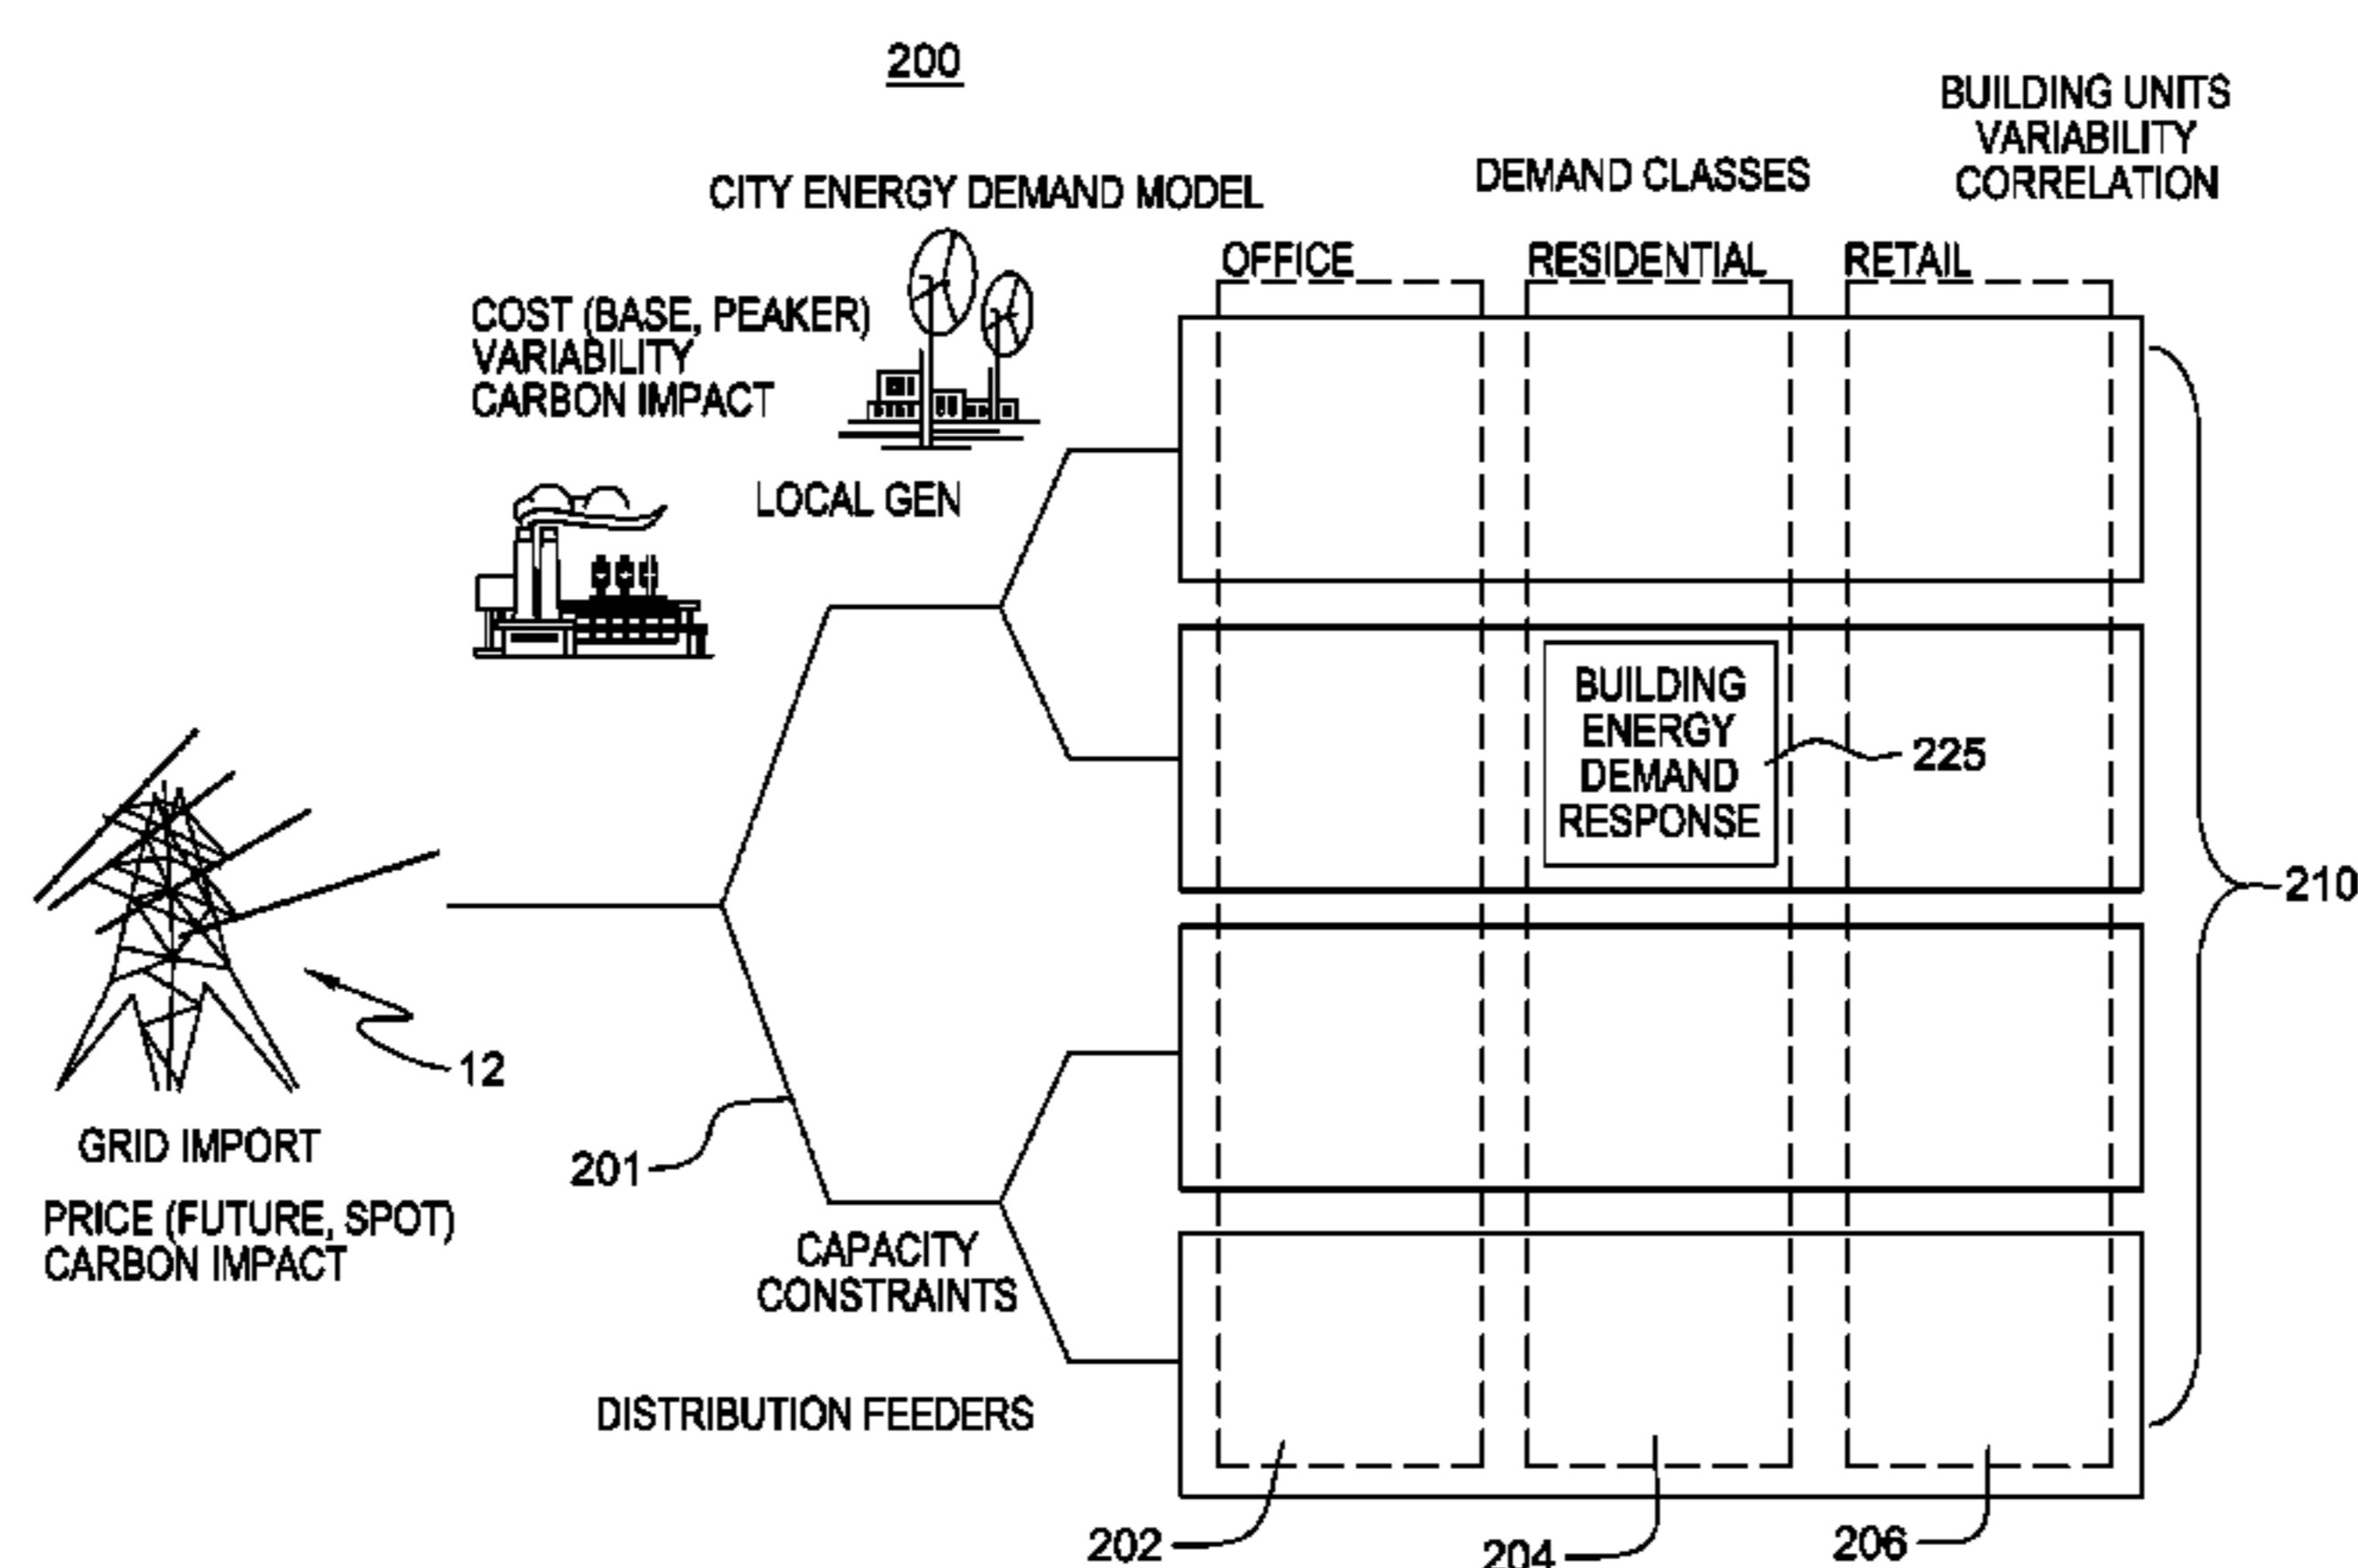 200
BUILDING UNITS
VARIABILITY
CORRELATION
DEMAND CLASSES
CITY ENERGY DEMAND MODEL
OFFICE
RESIDENTIAL
RETAIL
COST (BASE, PEAKER)
VARIABILITY
CARBON IMPACT
LOCAL GEN
BUILDING
ENERGY
DEMAND
RESPONSE
225
210
12
GRID IMPORT
PRICE (FUTURE, SPOT)
CARBON IMPACT
201
CAPACITY
CONSTRAINTS
DISTRIBUTION FEEDERS
202
204
206